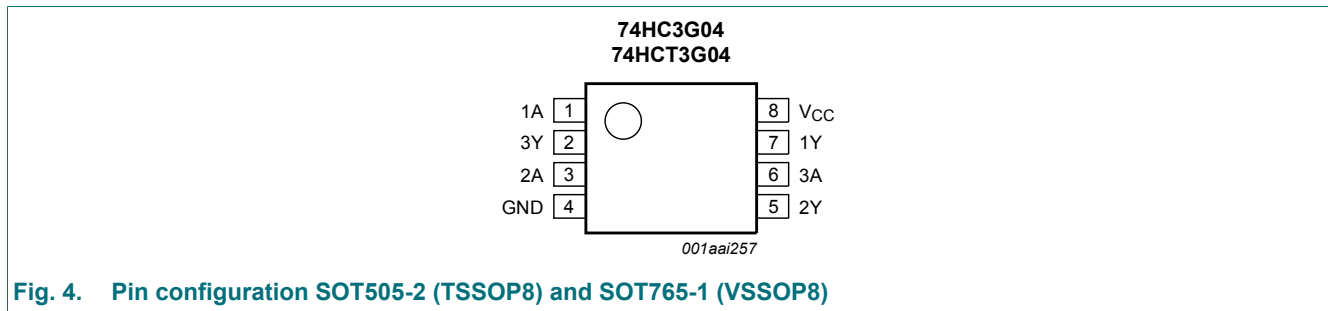 74HC3G04
74HCT3G04
1A 1 8 VCC
3Y 2 7 1Y
2A 3 6 3A
GND 4 5 2Y
001aai257
Fig. 4. Pin configuration SOT505-2 (TSSOP8) and SOT765-1 (VSSOP8)